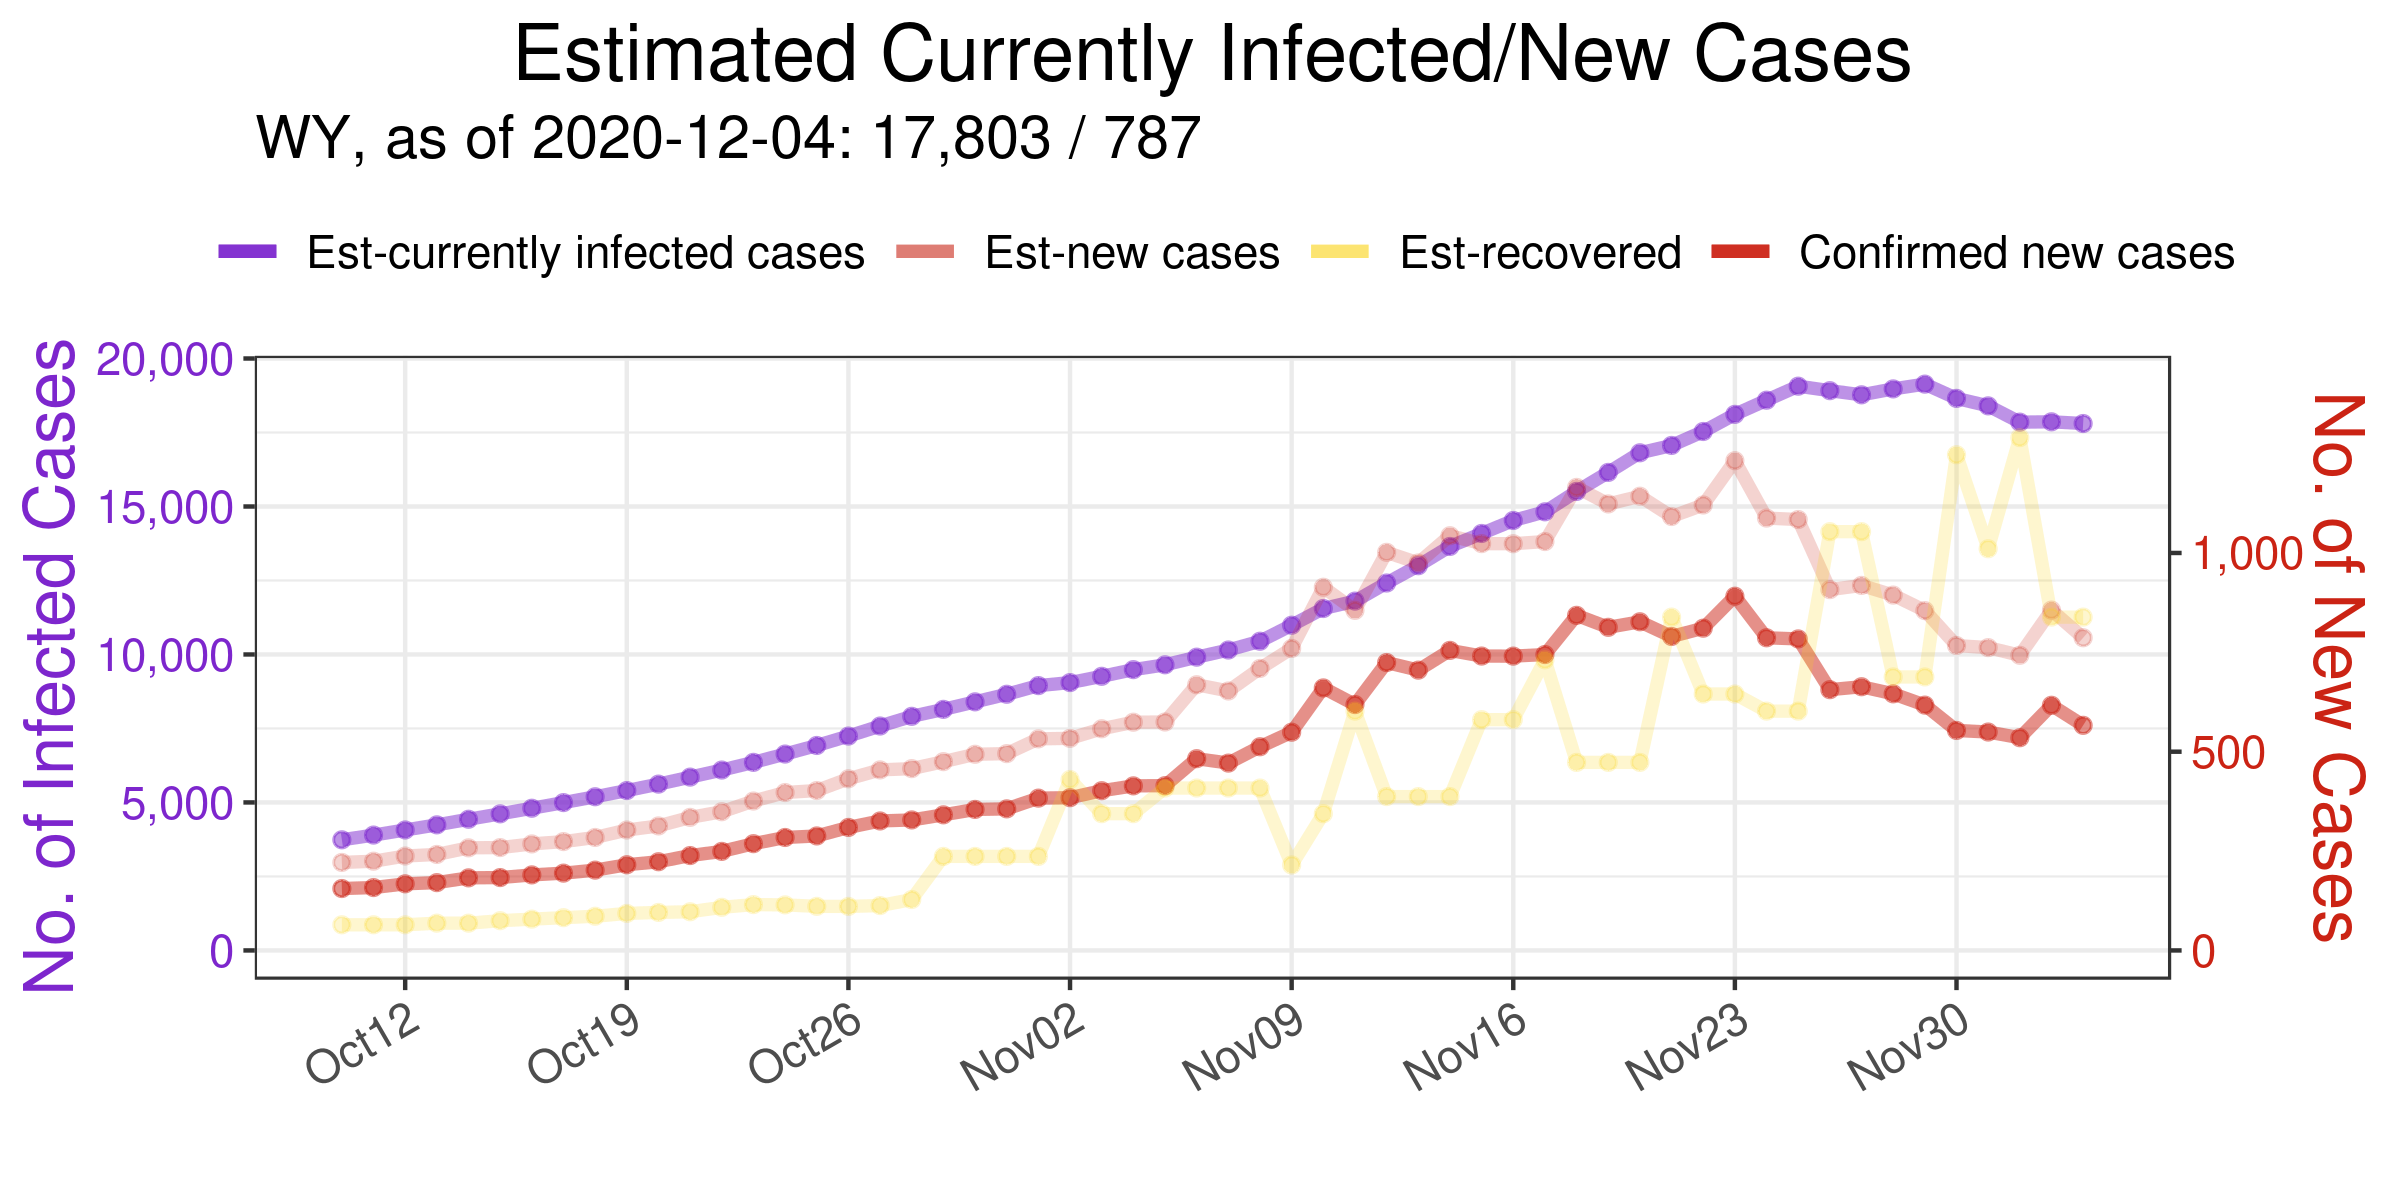 Estimated Currently Infected/New Cases
WY, as of 2020-12-04: 17,803 / 787
Est-currently infected cases Est-new cases Est-recovered Confirmed new cases
No. of Infected Cases
20,000
15,000
10,000
5,000
0
1,000
500
0
No. of New Cases
Oct12 Oct19 Oct26 Nov02 Nov09 Nov16 Nov23 Nov30